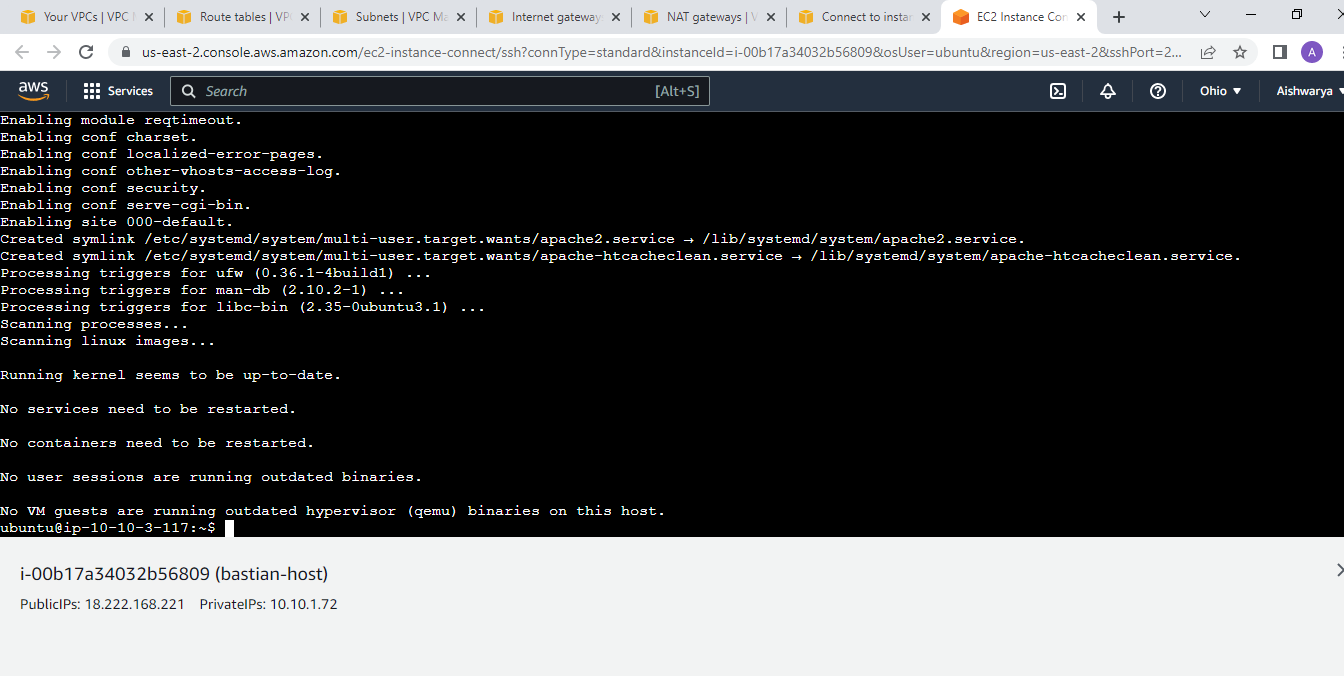 Your VPCs | VPC
Route tables | VP
Subnets | VPC Ma
Internet gateway
NAT gateways |
Connect to instan
EC2 Instance Con
us-east-2.console.aws.amazon.com/ec2-instance-connect/ssh?connType=standard&instanceId=i-00b17a34032b56809&osUser=ubuntu&region=us-east-2&sshPort=2...
A
aws
Services
Search
[Alt+S]
Ohio
Aishwarya
Enabling module reqtimeout.
Enabling conf charset.
Enabling conf localized-error-pages.
Enabling conf other-vhosts-access-log.
Enabling conf security.
Enabling conf serve-cgi-bin.
Enabling site 000-default.
Created symlink /etc/systemd/system/multi-user.target.wants/apache2.service → /lib/systemd/system/apache2.service.
Created symlink /etc/systemd/system/multi-user.target.wants/apache-htcacheclean.service → /lib/systemd/system/apache-htcacheclean.service.
Processing triggers for ufw (0.36.1-4build1) ...
Processing triggers for man-db (2.10.2-1) ...
Processing triggers for libc-bin (2.35-0ubuntu3.1) ...
Scanning processes...
Scanning linux images...
Running kernel seems to be up-to-date.
No services need to be restarted.
No containers need to be restarted.
No user sessions are running outdated binaries.
No VM guests are running outdated hypervisor (qemu) binaries on this host.
ubuntu@ip-10-10-3-117:~$
i-00b17a34032b56809 (bastian-host)
PublicIPs: 18.222.168.221 PrivateIPs: 10.10.1.72